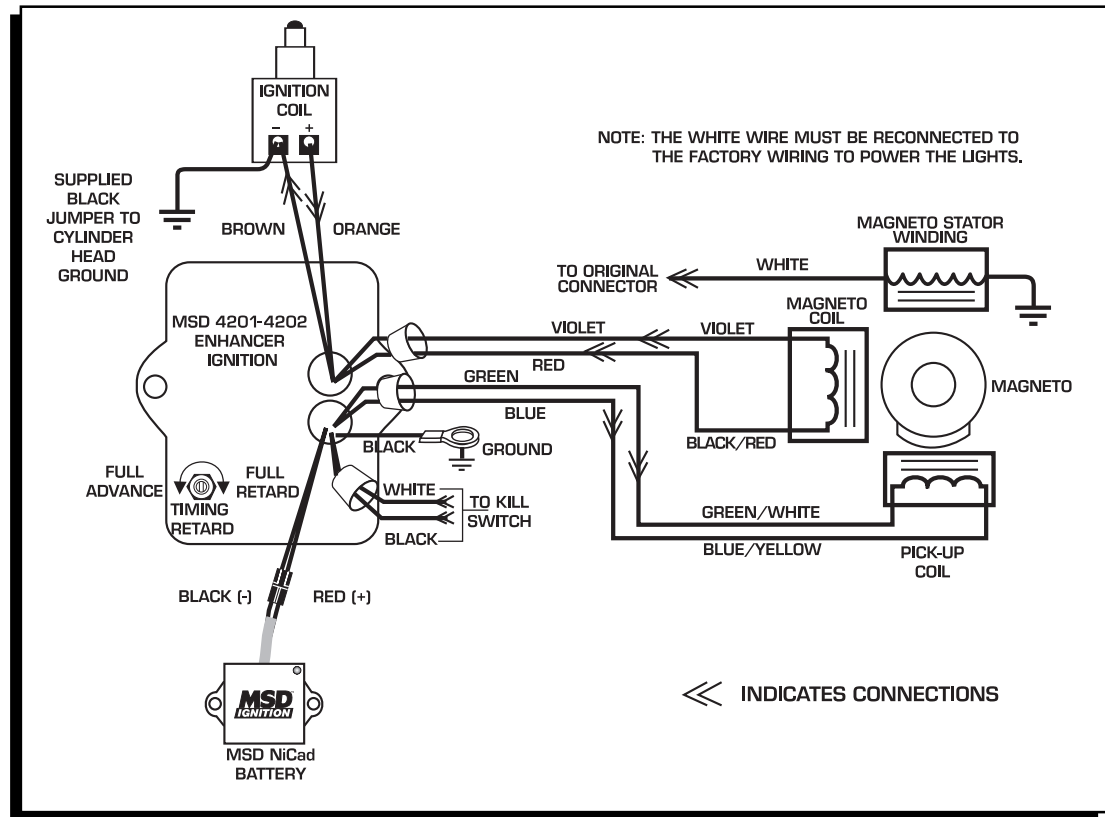 IGNITION
COIL
- +
NOTE: THE WHITE WIRE MUST BE RECONNECTED TO
THE FACTORY WIRING TO POWER THE LIGHTS.
SUPPLIED
BLACK
JUMPER TO
CYLINDER
HEAD
GROUND
BROWN
ORANGE
MAGNETO STATOR
WINDING
TO ORIGINAL
CONNECTOR
WHITE
MAGNETO
COIL
MSD 4201-4202
ENHANCER
IGNITION
VIOLET
VIOLET
RED
GREEN
BLUE
MAGNETO
BLACK
GROUND
BLACK/RED
FULL
ADVANCE
FULL
RETARD
TIMING
RETARD
WHITE
BLACK
TO KILL
SWITCH
GREEN/WHITE
BLUE/YELLOW
PICK-UP
COIL
BLACK (-)
RED (+)
MSD
IGNITION
MSD NiCad
BATTERY
INDICATES CONNECTIONS